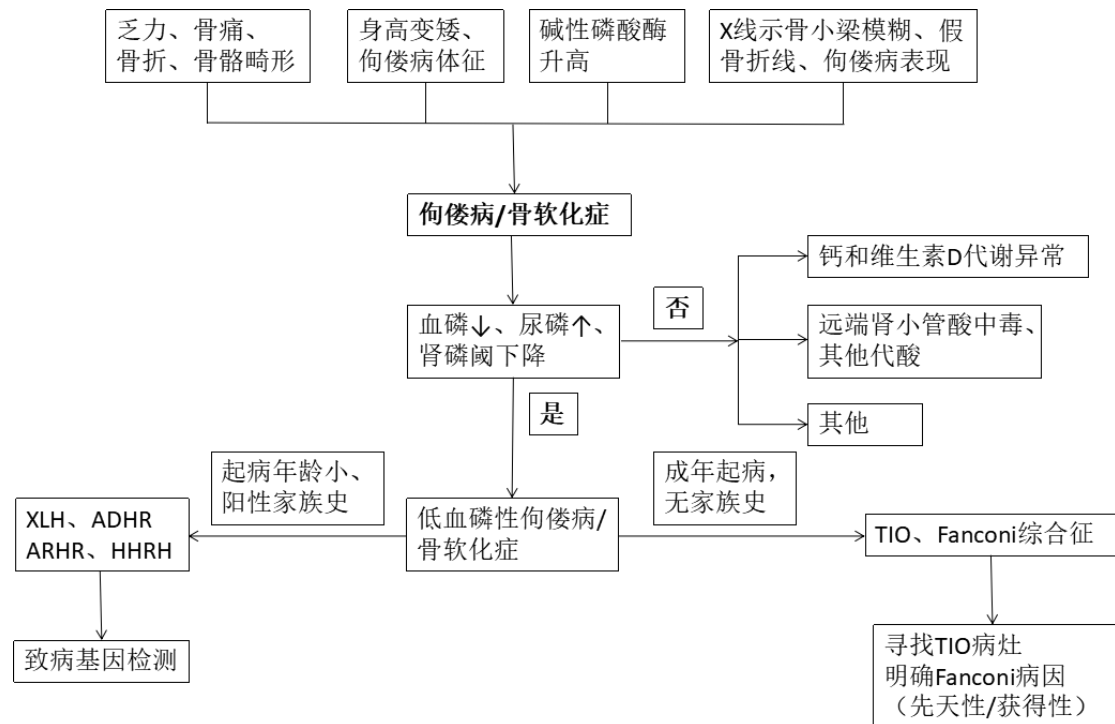 乏力、骨痛、
骨折、骨骼畸形
身高变矮、
佝偻病体征
碱性磷酸酶
升高
X线示骨小梁模糊、假
骨折线、佝偻病表现
佝偻病/骨软化症
血磷↓、尿磷↑、
肾磷阈下降
否
钙和维生素D代谢异常
远端肾小管酸中毒、
其他代酸
其他
是
起病年龄小、
阳性家族史
成年起病，
无家族史
XLH、ADHR
ARHR、HHRH
低血磷性佝偻病/
骨软化症
TIO、Fanconi综合征
致病基因检测
寻找TIO病灶
明确Fanconi病因
（先天性/获得性）